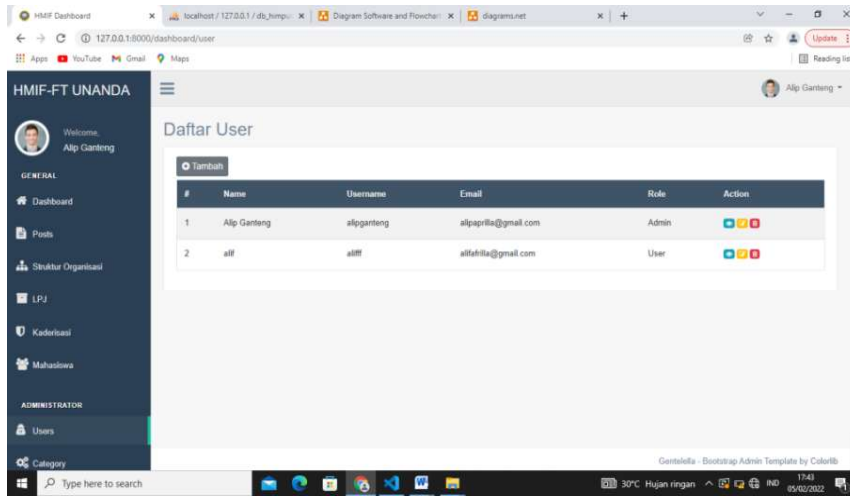 HMIF Dashboard
localhost / 127.0.0.1 / db_himpu
Diagram Software and Flowchart
diagrams.net
127.0.0.1:8000/dashboard/user
Update
Apps YouTube Gmail Maps
Reading list
HMIF-FT UNANDA
Alip Ganteng
Welcome,
Alip Ganteng
GENERAL
Dashboard
Posts
Struktur Organisasi
LPJ
Kaderisasi
Mahasiswa
ADMINISTRATOR
Users
Category
Daftar User
Tambah
# Name Username Email Role Action
1 Alip Ganteng alipganteng alipaprilla@gmail.com Admin
2 alif alifff alifafrilla@gmail.com User
Gentelella - Bootstrap Admin Template by Colorlib
Type here to search
30°C Hujan ringan IND 17:43
05/02/2022